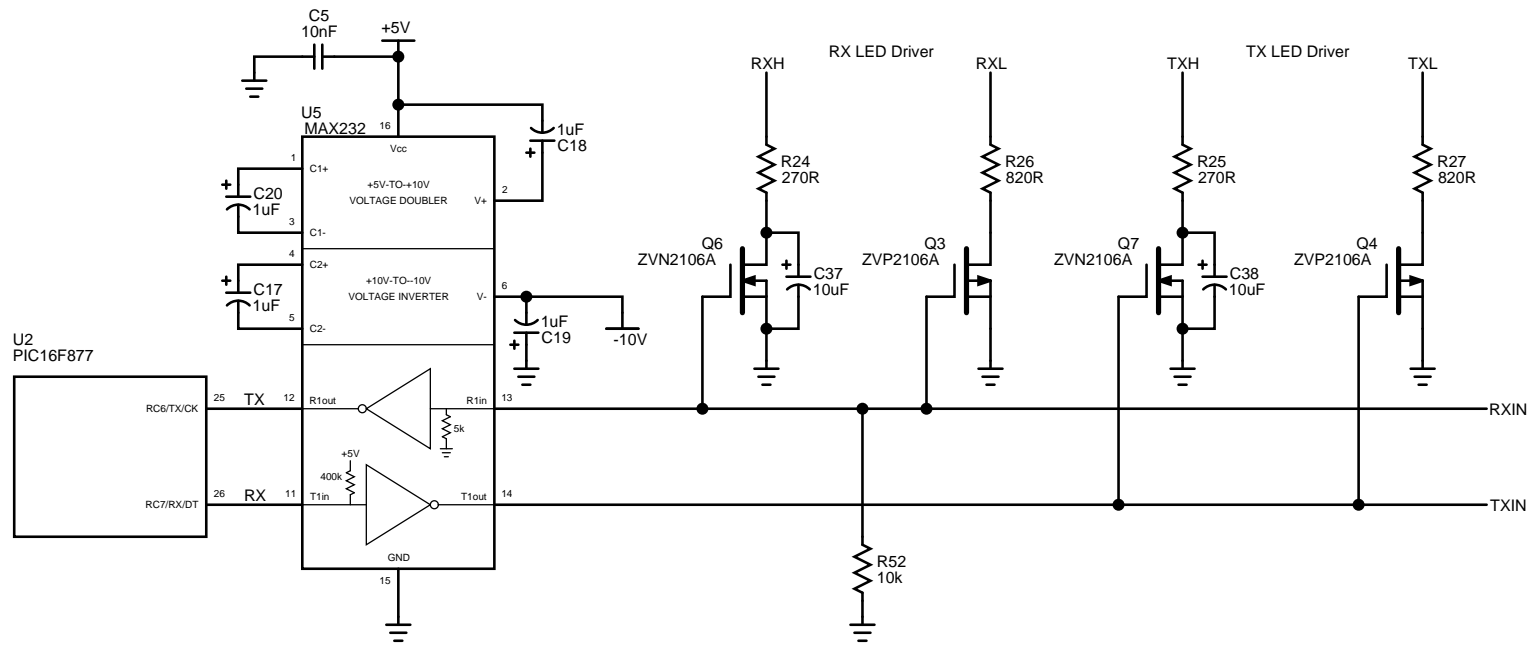 C5
10nF
+5V
RX LED Driver
TX LED Driver
RXH
RXL
TXH
TXL
U5
MAX232
16
Vcc
1uF
C18
1
C1+
C20
1uF
+5V-TO-+10V
VOLTAGE DOUBLER
2
V+
3
C1-
R24
270R
R26
820R
R25
270R
R27
820R
4
C2+
C17
1uF
+10V-TO--10V
VOLTAGE INVERTER
6
V-
5
C2-
1uF
C19
-10V
Q6
ZVN2106A
C37
10uF
Q3
ZVP2106A
Q7
ZVN2106A
C38
10uF
Q4
ZVP2106A
U2
PIC16F877
RC6/TX/CK
25
TX
12
R1out
R1in
13
5k
RXIN
+5V
400k
RC7/RX/DT
26
RX
11
T1in
T1out
14
TXIN
GND
15
R52
10k